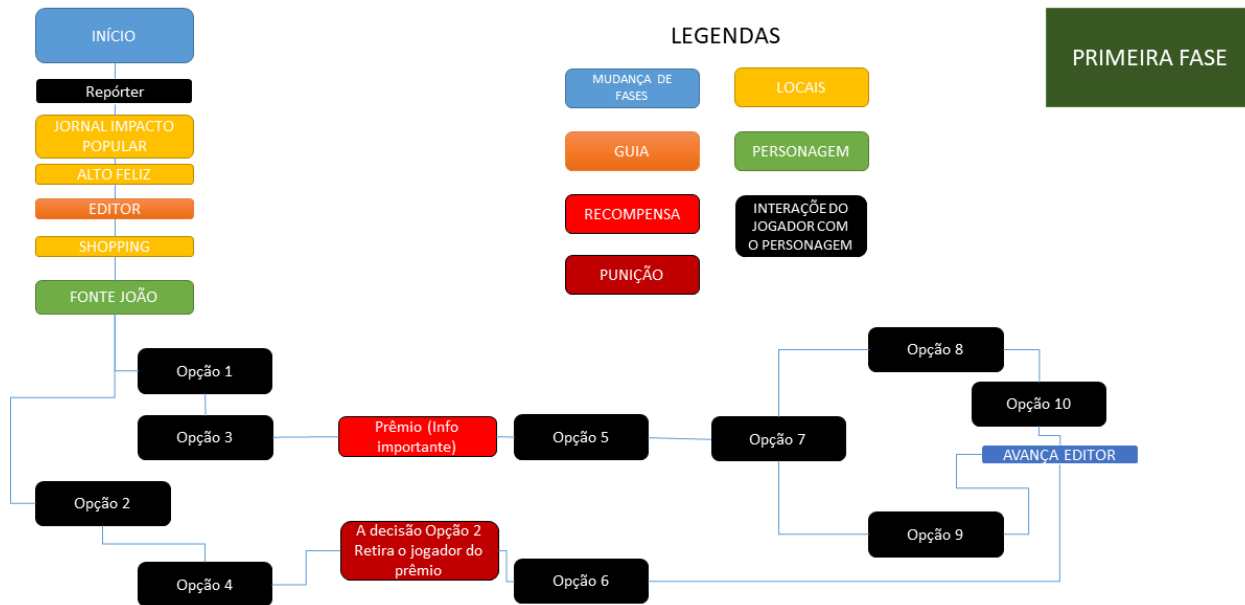 INÍCIO
Repórter
JORNAL IMPACTO
POPULAR
ALTO FELIZ
EDITOR
SHOPPING
FONTE JOÃO
LEGENDAS
MUDANÇA DE
FASES
LOCAIS
GUIA
PERSONAGEM
RECOMPENSA
INTERAÇÕE DO
JOGADOR COM
O PERSONAGEM
PUNIÇÃO
PRIMEIRA FASE
Opção 1
Opção 3
Prêmio (Info
importante)
Opção 5
Opção 7
Opção 8
Opção 10
AVANÇA EDITOR
Opção 9
Opção 2
Opção 4
A decisão Opção 2
Retira o jogador do
prêmio
Opção 6